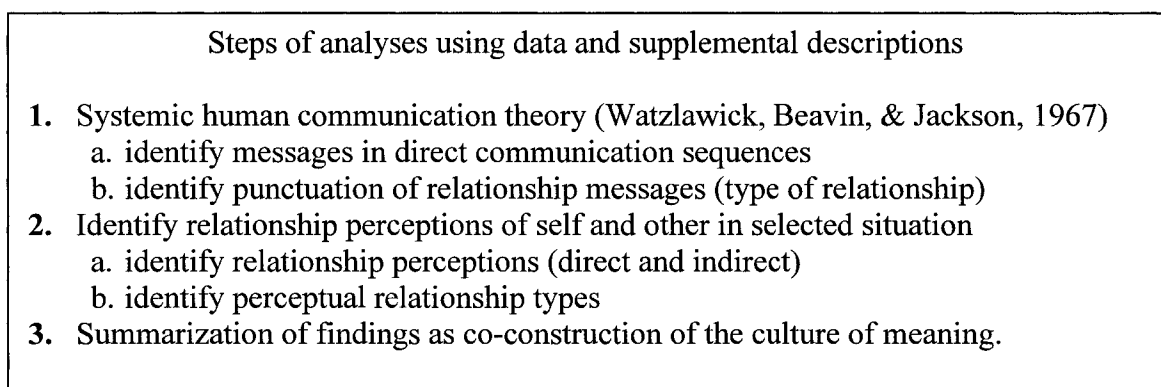 Steps of analyses using data and supplemental descriptions
1. Systemic human communication theory (Watzlawick, Beavin, & Jackson, 1967)
a. identify messages in direct communication sequences
b. identify punctuation of relationship messages (type of relationship)
2. Identify relationship perceptions of self and other in selected situation
a. identify relationship perceptions (direct and indirect)
b. identify perceptual relationship types
3. Summarization of findings as co-construction of the culture of meaning.